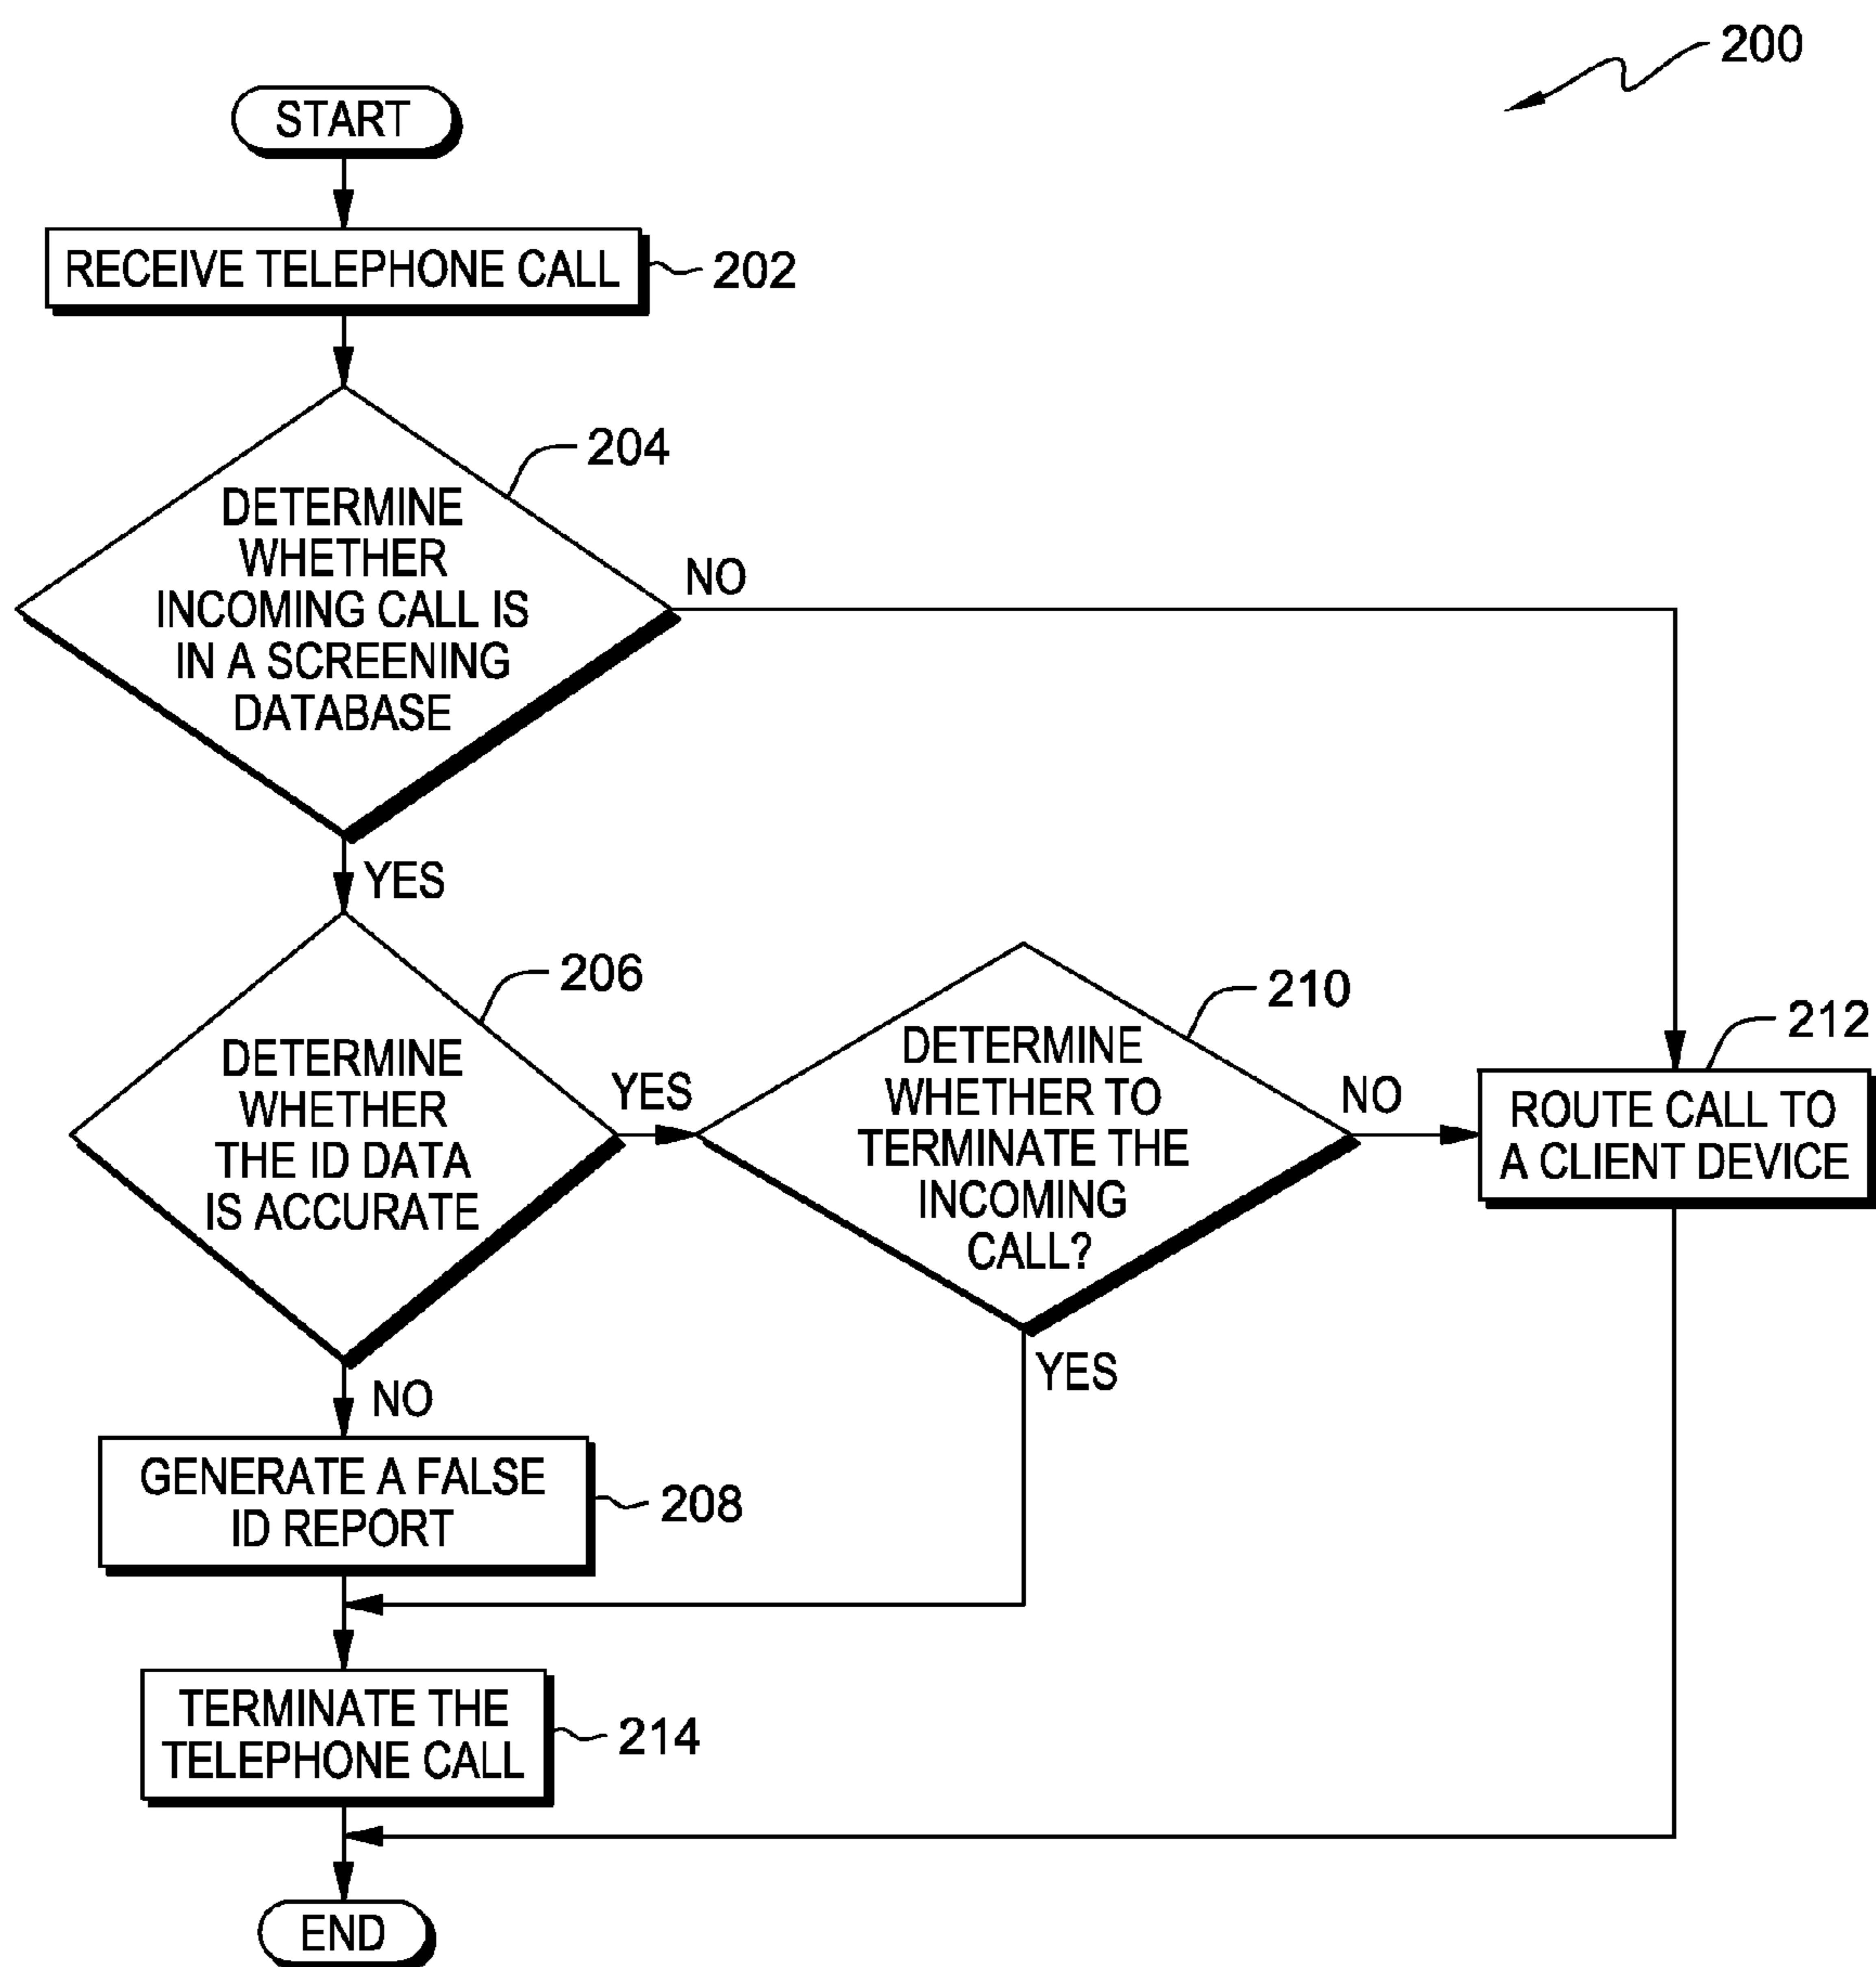 200
START
RECEIVE TELEPHONE CALL
202
204
DETERMINE
WHETHER
INCOMING CALL IS
IN A SCREENING
DATABASE
NO
YES
206
DETERMINE
WHETHER
THE ID DATA
IS ACCURATE
YES
210
DETERMINE
WHETHER TO
TERMINATE THE
INCOMING
CALL?
NO
212
ROUTE CALL TO
A CLIENT DEVICE
YES
NO
GENERATE A FALSE
ID REPORT
208
TERMINATE THE
TELEPHONE CALL
214
END